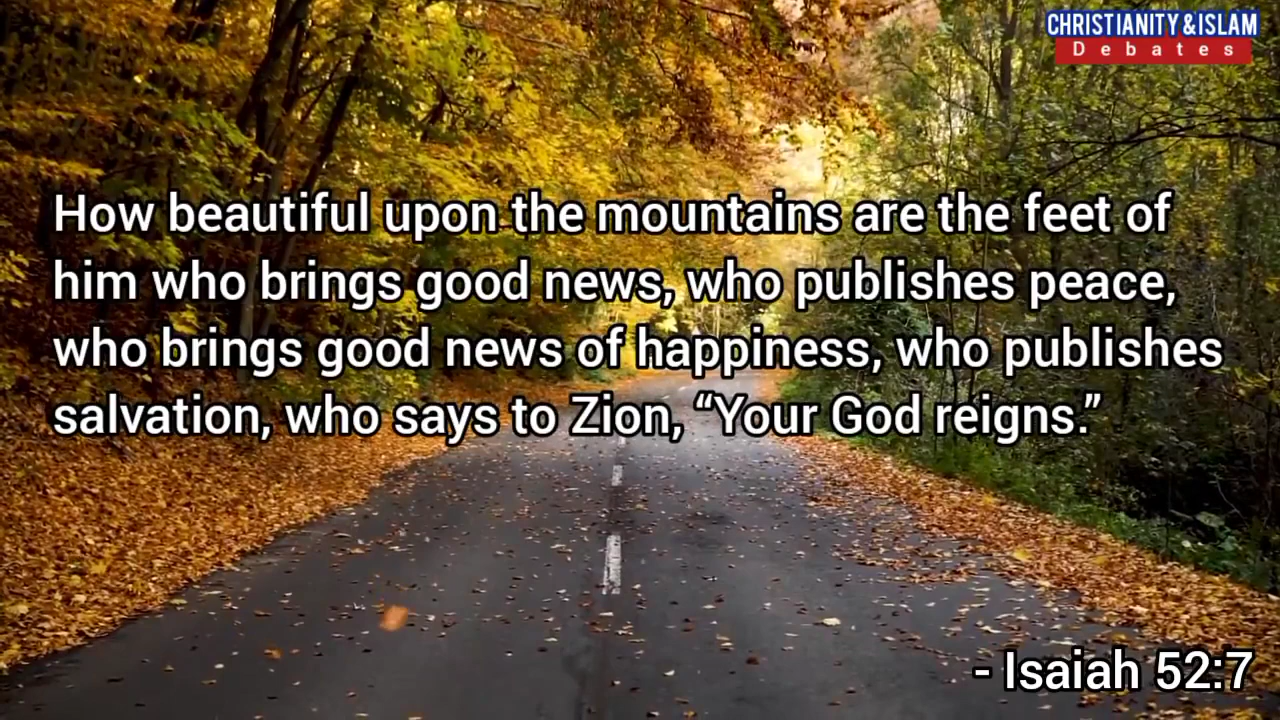 CHRISTIANITY & ISLAM
Debates
How beautiful upon the mountains are the feet of
him who brings good news, who publishes peace,
who brings good news of happiness, who publishes
salvation, who says to Zion, “Your God reigns.”
- Isaiah 52:7